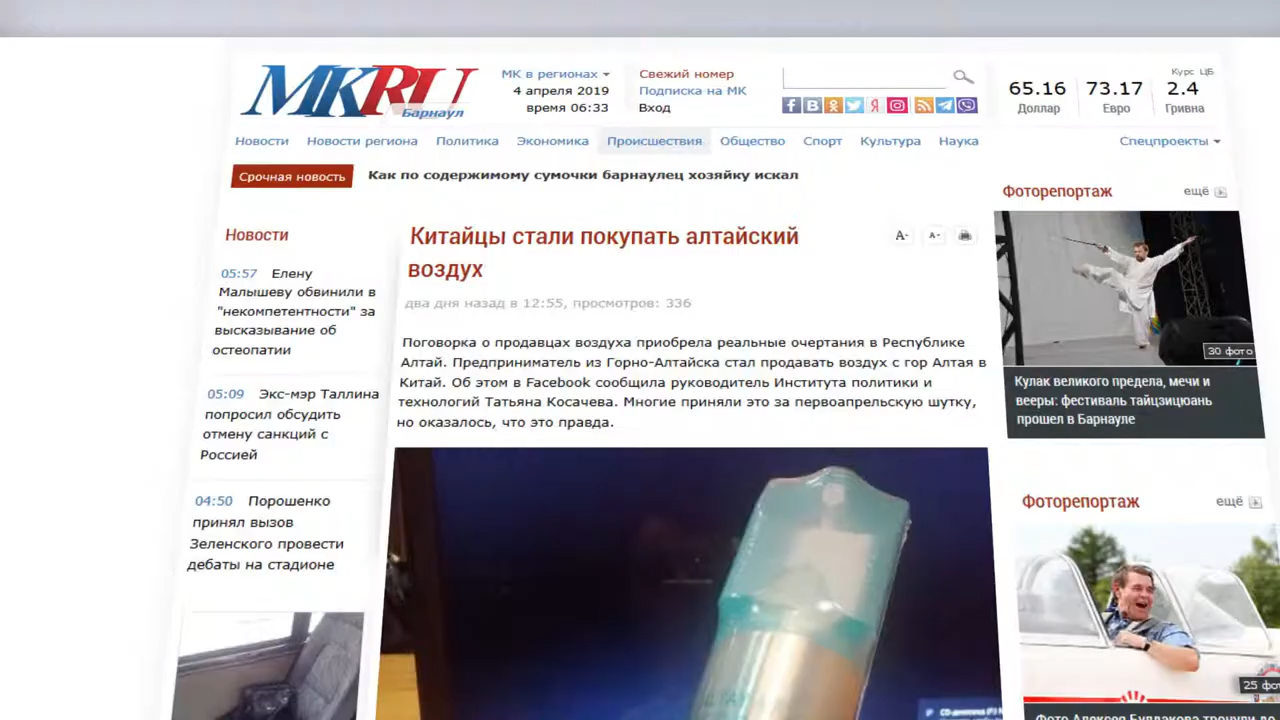 MKRU
Барнаул
МК в регионах
4 апреля 2019
время 06:33
Свежий номер
Подписка на МК
Вход
Курс ЦБ
65.16 73.17 2.4
Доллар Евро Гривна
Новости Новости региона Политика Экономика Происшествия Общество Спорт Культура Наука Спецпроекты
Срочная новость Как по содержимому сумочки барнаулец хозяйку искал
Новости
05:57 Елену
Малышеву обвинили в
"некомпетентности" за
высказывание об
остеопатии
05:09 Экс-мэр Таллина
попросил обсудить
отмену санкций с
Россией
04:50 Порошенко
принял вызов
Зеленского провести
дебаты на стадионе
Китайцы стали покупать алтайский
воздух
A- A-
два дня назад в 12:55, просмотров: 336
Поговорка о продавцах воздуха приобрела реальные очертания в Республике
Алтай. Предприниматель из Горно-Алтайска стал продавать воздух с гор Алтая в
Китай. Об этом в Facebook сообщила руководитель Института политики и
технологий Татьяна Косачева. Многие приняли это за первоапрельскую шутку,
но оказалось, что это правда.
Фоторепортаж ещё
30 фото
Кулак великого предела, мечи и
вееры: фестиваль тайцзицюань
прошел в Барнауле
Фоторепортаж ещё
25 фо
Фото Алексея Булдакова